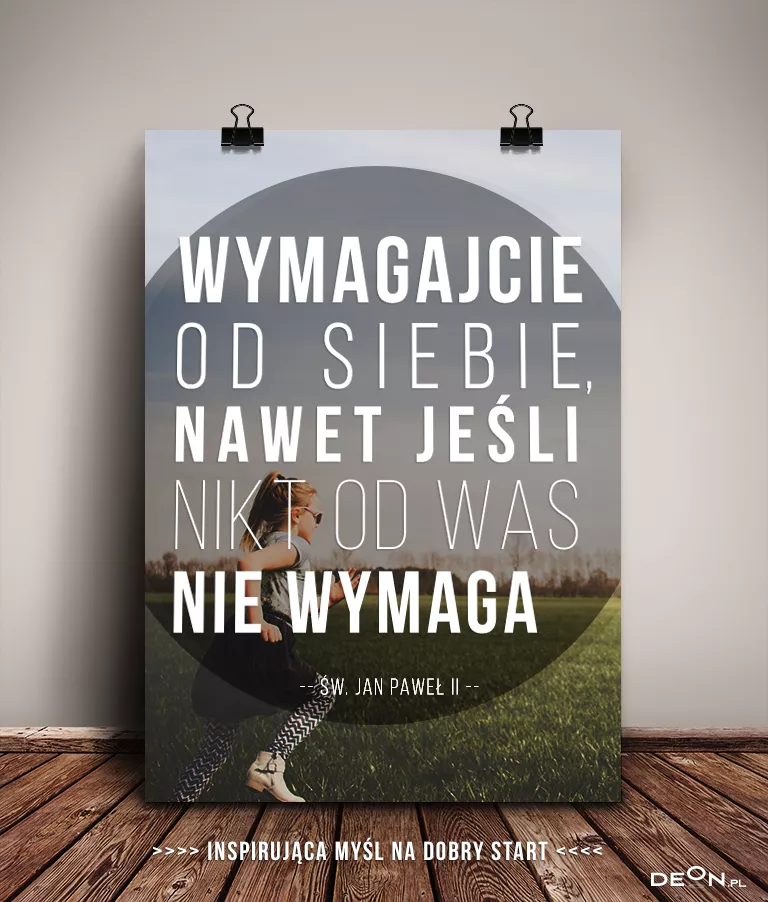 WYMAGAJCIE
OD SIEBIE,
NAWET JEŚLI
NIKT OD WAS
NIE WYMAGA
-- ŚW. JAN PAWEŁ II --
>>>> INSPIRUJĄCA MYŚL NA DOBRY START <<<<
DEON.PL